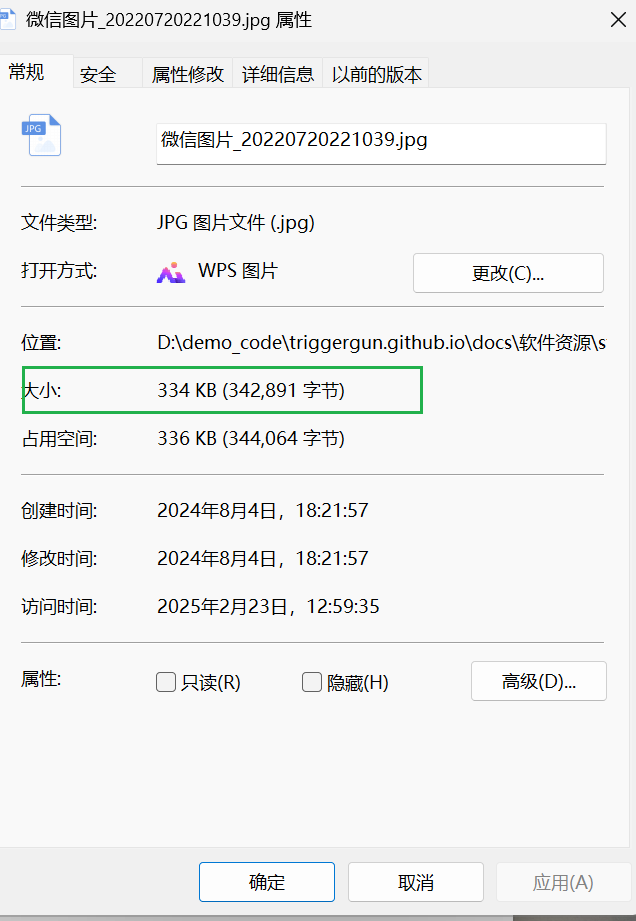 微信图片_20220720221039.jpg 属性
常规 安全 属性修改 详细信息 以前的版本
JPG
微信图片_20220720221039.jpg
文件类型: JPG 图片文件 (.jpg)
打开方式: WPS 图片 更改(C)...
位置: D:\demo_code\triggergun.github.io\docs\软件资源\s
大小: 334 KB (342,891 字节)
占用空间: 336 KB (344,064 字节)
创建时间: 2024年8月4日，18:21:57
修改时间: 2024年8月4日，18:21:57
访问时间: 2025年2月23日，12:59:35
属性: 只读(R) 隐藏(H) 高级(D)...
确定 取消 应用(A)